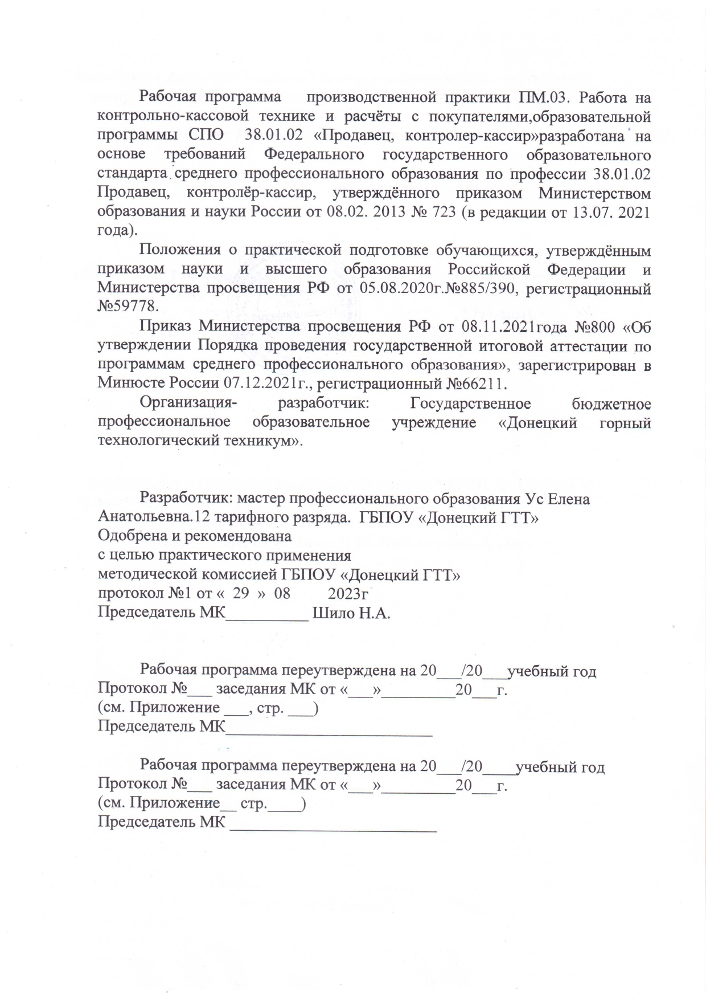 Рабочая программа производственной практики ПМ.03. Работа на
контрольно-кассовой технике и расчёты с покупателями,образовательной
программы СПО 38.01.02 «Продавец, контролер-кассир»разработана на
основе требований Федерального государственного образовательного
стандарта среднего профессионального образования по профессии 38.01.02
Продавец, контролёр-кассир, утверждённого приказом Министерством
образования и науки России от 08.02. 2013 № 723 (в редакции от 13.07. 2021
года).
Положения о практической подготовке обучающихся, утверждённым
приказом науки и высшего образования Российской Федерации и
Министерства просвещения РФ от 05.08.2020г.№885/390, регистрационный
№59778.
Приказ Министерства просвещения РФ от 08.11.2021года №800 «Об
утверждении Порядка проведения государственной итоговой аттестации по
программам среднего профессионального образования», зарегистрирован в
Минюсте России 07.12.2021г., регистрационный №66211.
Организация- разработчик: Государственное бюджетное
профессиональное образовательное учреждение «Донецкий горный
технологический техникум».
Разработчик: мастер профессионального образования Ус Елена
Анатольевна.12 тарифного разряда. ГБПОУ «Донецкий ГТТ»
Одобрена и рекомендована
с целью практического применения
методической комиссией ГБПОУ «Донецкий ГТТ»
протокол №1 от « 29 » 08 2023г
Председатель МК__________ Шило Н.А.
Рабочая программа переутверждена на 20___/20___учебный год
Протокол №___ заседания МК от «___»_________20___г.
(см. Приложение ___, стр. ___)
Председатель МК_________________________
Рабочая программа переутверждена на 20___/20____учебный год
Протокол №___ заседания МК от «___»_________20___г.
(см. Приложение__ стр.____)
Председатель МК _________________________